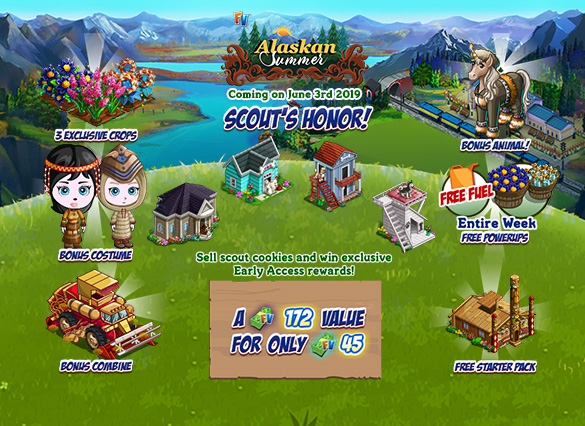 FV
Alaskan
Summer
Coming on June 3rd 2019
SCOUT'S HONOR!
3 EXCLUSIVE CROPS
BONUS ANIMAL!
FREE FUEL
Entire Week
FREE POWERUPS
BONUS COSTUME
Sell scout cookies and win exclusive
Early Access rewards!
A FV 172 VALUE
FOR ONLY FV 45
BONUS COMBINE
FREE STARTER PACK